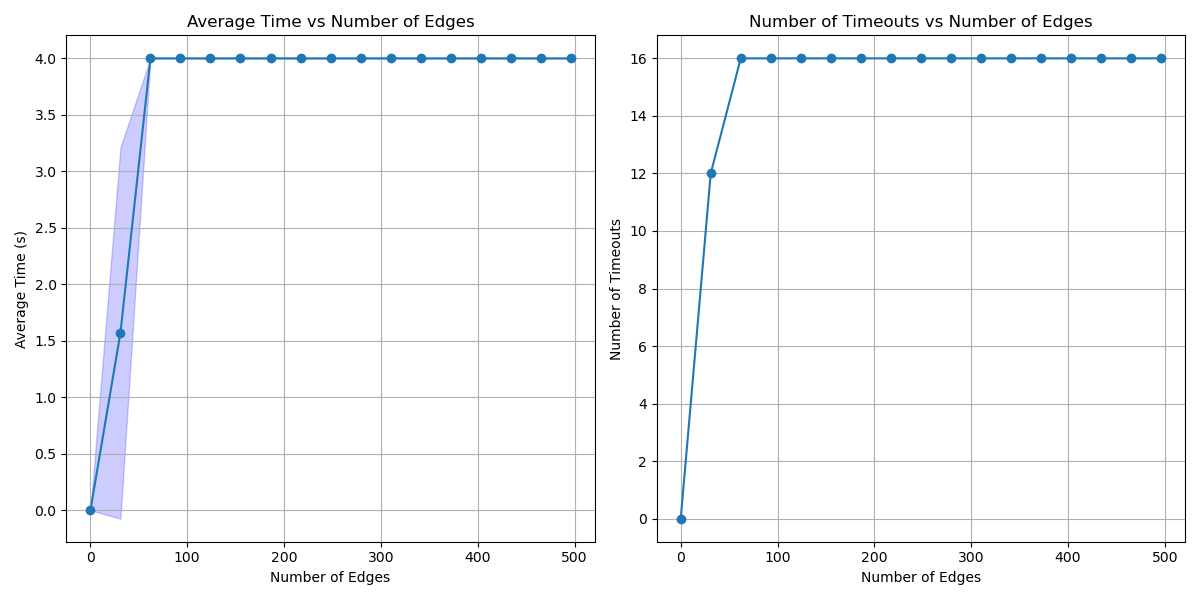 Average Time vs Number of Edges
Average Time (s)
4.0
3.5
3.0
2.5
2.0
1.5
1.0
0.5
0.0
0 100 200 300 400 500
Number of Edges
Number of Timeouts vs Number of Edges
Number of Timeouts
16
14
12
10
8
6
4
2
0
0 100 200 300 400 500
Number of Edges